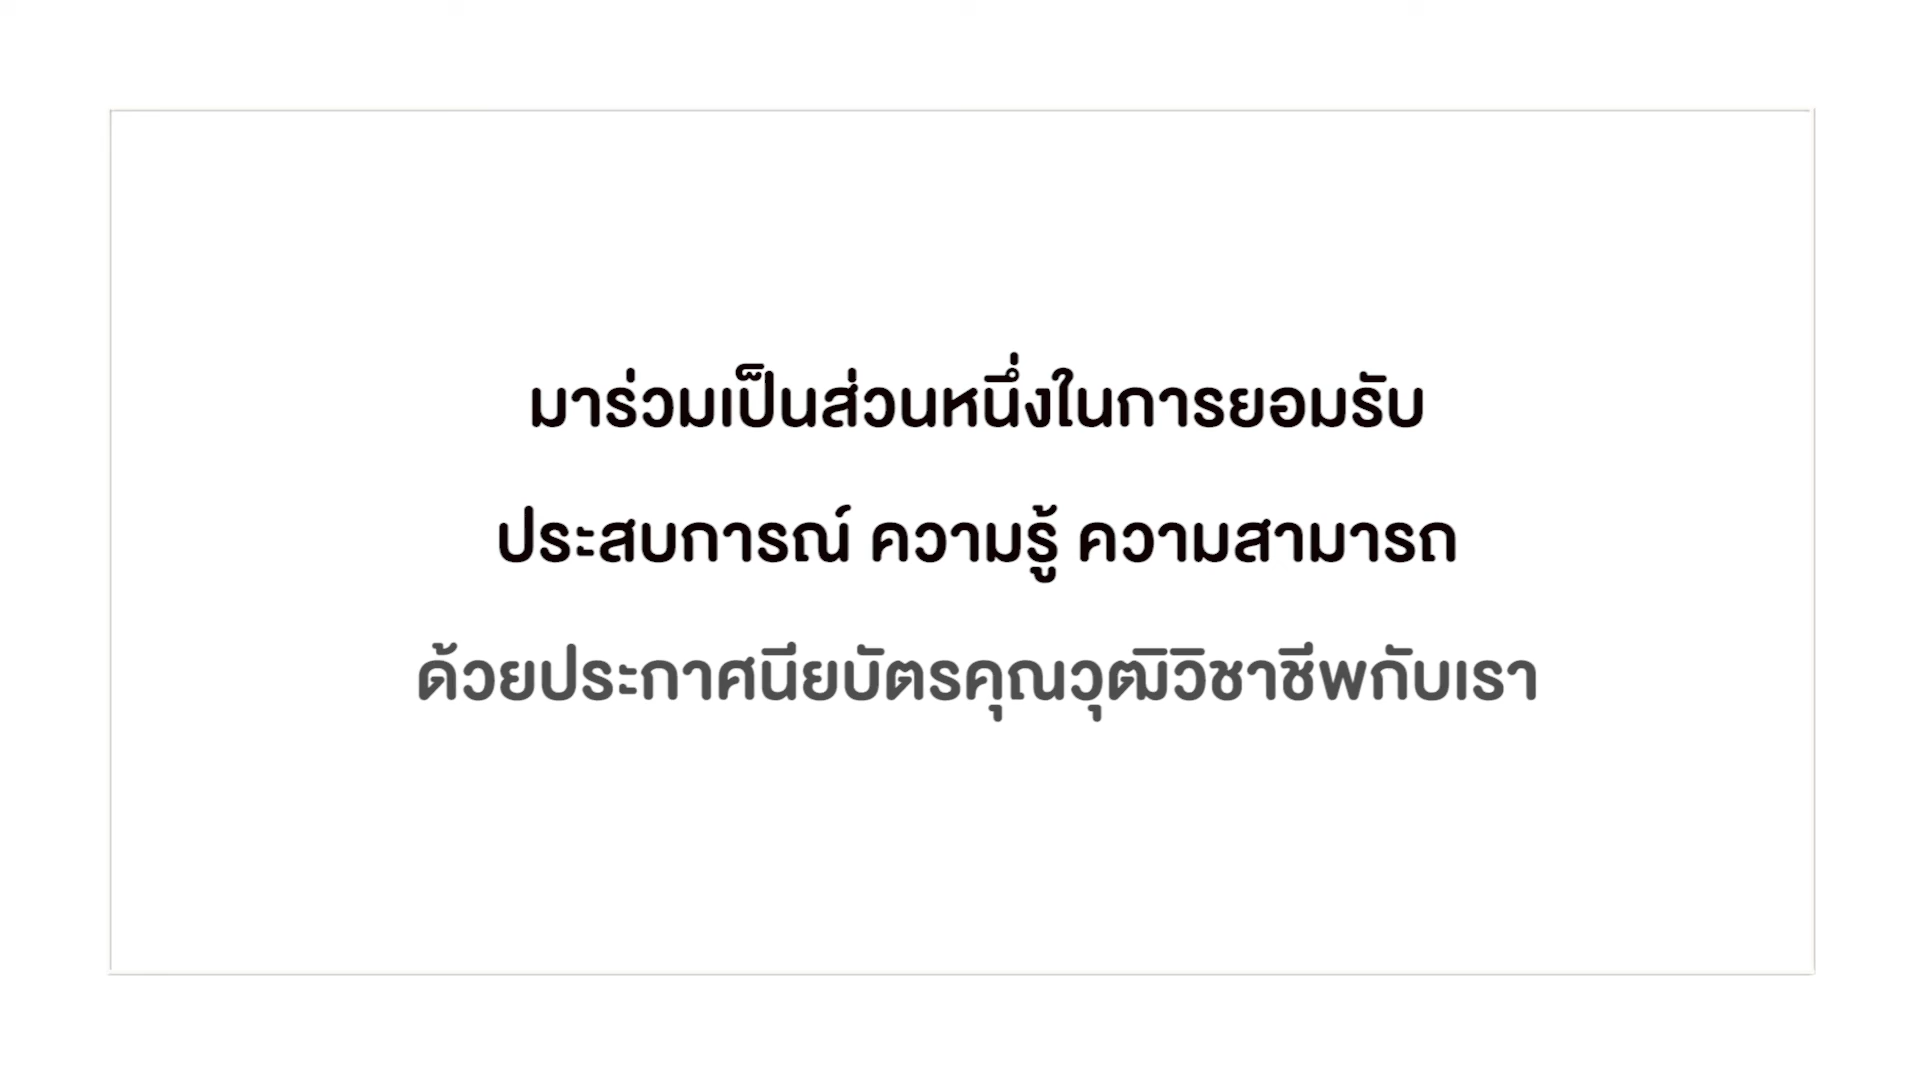 มาร่วมเป็นส่วนหนึ่งในการยอมรับ
ประสบการณ์ ความรู้ ความสามารถ
ด้วยประกาศนียบัตรคุณวุฒิวิชาชีพกับเรา